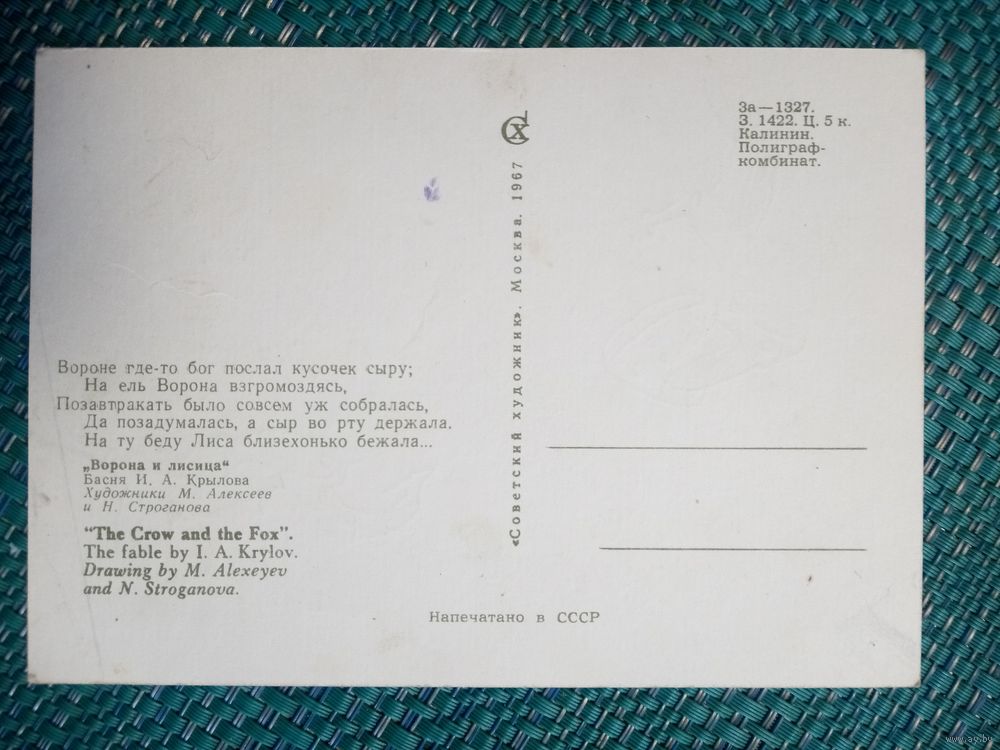 Вороне где-то бог послал кусочек сыру;
На ель Ворона взгромоздясь,
Позавтракать было совсем уж собралась,
Да позадумалась, а сыр во рту держала.
На ту беду Лиса близехонько бежала...
„Ворона и лисица“
Басня И. А. Крылова
Художники М. Алексеев
и Н. Строганова
“The Crow and the Fox”.
The fable by I. A. Krylov.
Drawing by M. Alexeyev
and N. Stroganova.
СХ
«Советский художник». Москва. 1967
За—1327.
З. 1422. Ц. 5 к.
Калинин.
Полиграф-
комбинат.
Напечатано в СССР
www.ay.by